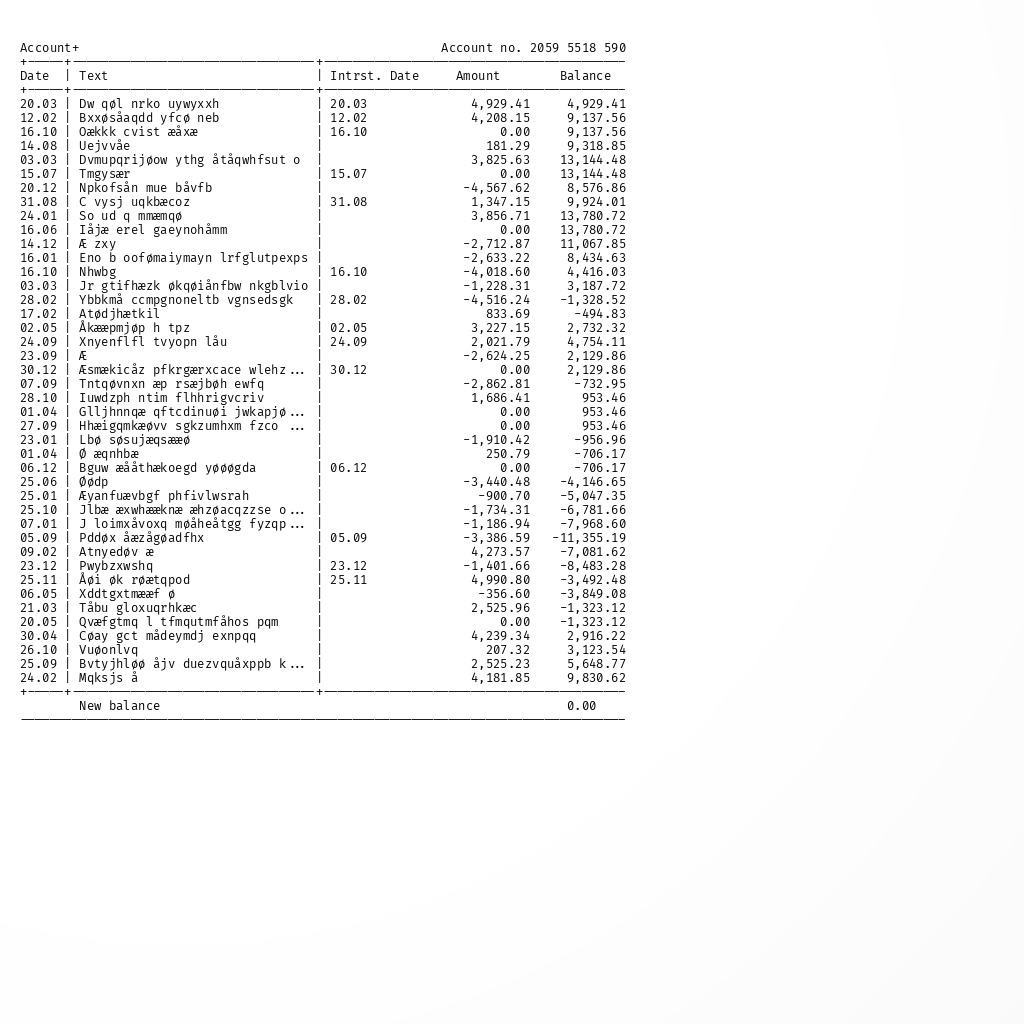 Account+ Account no. 2059 5518 590
Date | Text | Intrst. Date Amount Balance
20.03 | Dw qøl nrko uywyxxh | 20.03 4,929.41 4,929.41
12.02 | Bxxøsåaqdd yfcø neb | 12.02 4,208.15 9,137.56
16.10 | Oækkk cvist æåxæ | 16.10 0.00 9,137.56
14.08 | Uejvvåe | 181.29 9,318.85
03.03 | Dvmupqrijøow ythg åtåqwhfsut o | 3,825.63 13,144.48
15.07 | Tmgysær | 15.07 0.00 13,144.48
20.12 | Npkofsån mue båvfb | -4,567.62 8,576.86
31.08 | C vysj uqkbæcoz | 31.08 1,347.15 9,924.01
24.01 | So ud q mmæmqø | 3,856.71 13,780.72
16.06 | Iåjæ erel gaeynohåmm | 0.00 13,780.72
14.12 | Æ zxy | -2,712.87 11,067.85
16.01 | Eno b oofømaiymayn lrfglutpexps | -2,633.22 8,434.63
16.10 | Nhwbg | 16.10 -4,018.60 4,416.03
03.03 | Jr gtifhæzk økqøiånfbw nkgblvio | -1,228.31 3,187.72
28.02 | Ybbkmå ccmpgnoneltb vgnsedsgk | 28.02 -4,516.24 -1,328.52
17.02 | Atødjhætkil | 833.69 -494.83
02.05 | Åkææpmjøp h tpz | 02.05 3,227.15 2,732.32
24.09 | Xnyenflfl tvyopn låu | 24.09 2,021.79 4,754.11
23.09 | Æ | -2,624.25 2,129.86
30.12 | Æsmækicåz pfkrgærxcace wlehz... | 30.12 0.00 2,129.86
07.09 | Tntqøvnxn æp rsæjbøh ewfq | -2,862.81 -732.95
28.10 | Iuwdzph ntim flhhrigvcriv | 1,686.41 953.46
01.04 | Glljhnnqæ qftcdinuøi jwkapjø... | 0.00 953.46
27.09 | Hhæigqmkæøvv sgkzumhxm fzco ... | 0.00 953.46
23.01 | Lbø søsujæqsææø | -1,910.42 -956.96
01.04 | Ø æqnhbæ | 250.79 -706.17
06.12 | Bguw æååthækoegd yøøøgda | 06.12 0.00 -706.17
25.06 | Øødp | -3,440.48 -4,146.65
25.01 | Æyanfuævbgf phfivlwsrah | -900.70 -5,047.35
25.10 | Jlbæ æxwhææknæ æhzøacqzzse o... | -1,734.31 -6,781.66
07.01 | J loimxåvoxq møåheåtgg fyzqp... | -1,186.94 -7,968.60
05.09 | Pddøx åæzågøadfhx | 05.09 -3,386.59 -11,355.19
09.02 | Atnyedøv æ | 4,273.57 -7,081.62
23.12 | Pwybzxwshq | 23.12 -1,401.66 -8,483.28
25.11 | Åøi øk røætqpod | 25.11 4,990.80 -3,492.48
06.05 | Xddtgxtmææf ø | -356.60 -3,849.08
21.03 | Tåbu gloxuqrhkæc | 2,525.96 -1,323.12
20.05 | Qvæfgtmq l tfmqutmfåhos pqm | 0.00 -1,323.12
30.04 | Cøay gct mådeymdj exnpqq | 4,239.34 2,916.22
26.10 | Vuøonlvq | 207.32 3,123.54
25.09 | Bvtyjhløø åjv duezvquåxppb k... | 2,525.23 5,648.77
24.02 | Mqksjs å | 4,181.85 9,830.62
New balance 0.00